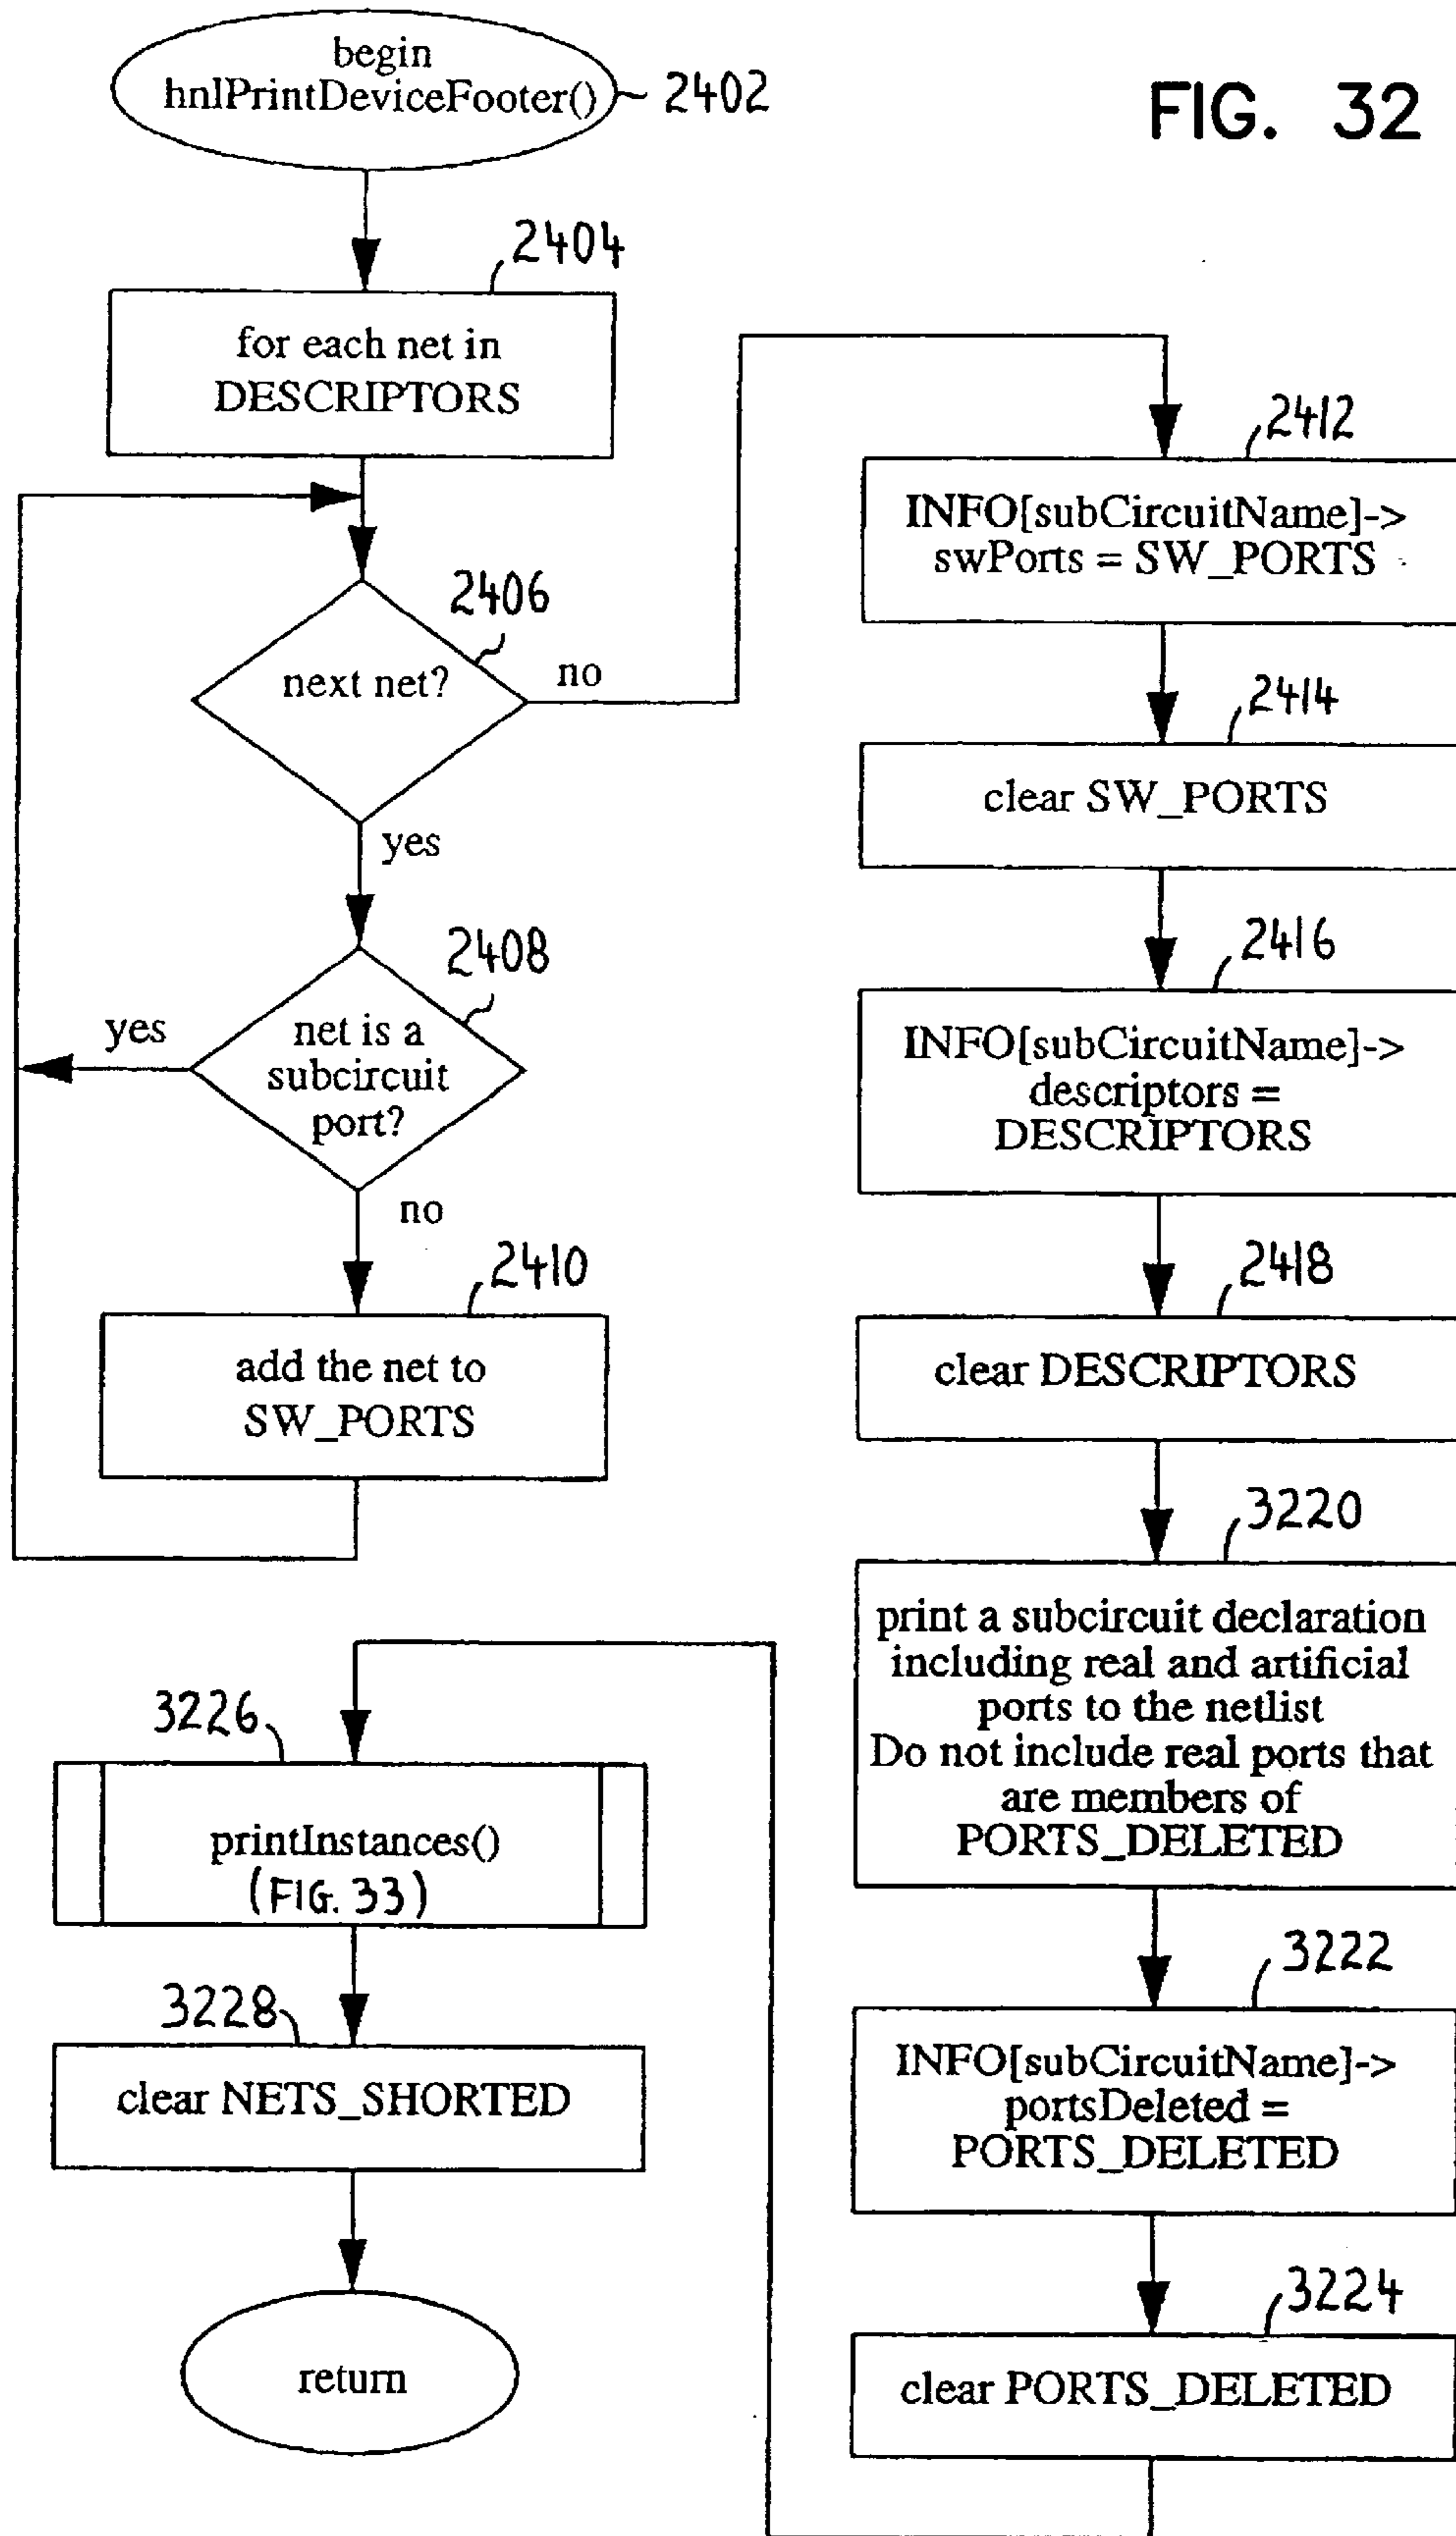 FIG. 32
begin
hnlPrintDeviceFooter()
2402
2404
for each net in
DESCRIPTORS
2406
next net?
no
yes
2408
net is a
subcircuit
port?
yes
no
2410
add the net to
SW_PORTS
2412
INFO[subCircuitName]->
swPorts = SW_PORTS
2414
clear SW_PORTS
2416
INFO[subCircuitName]->
descriptors =
DESCRIPTORS
2418
clear DESCRIPTORS
3220
print a subcircuit declaration
including real and artificial
ports to the netlist
Do not include real ports that
are members of
PORTS_DELETED
3222
INFO[subCircuitName]->
portsDeleted =
PORTS_DELETED
3224
clear PORTS_DELETED
3226
printInstances()
(FIG. 33)
3228
clear NETS_SHORTED
return